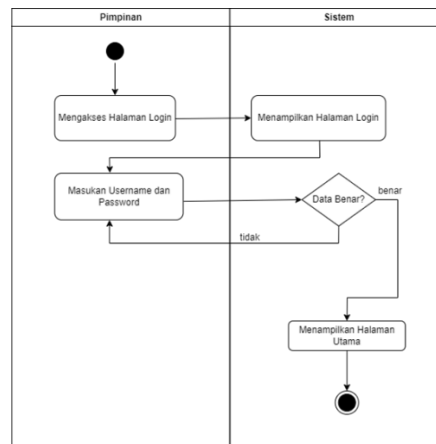 Pimpinan
Sistem
Mengakses Halaman Login
Menampilkan Halaman Login
Masukan Username dan
Password
Data Benar?
benar
tidak
Menampilkan Halaman
Utama